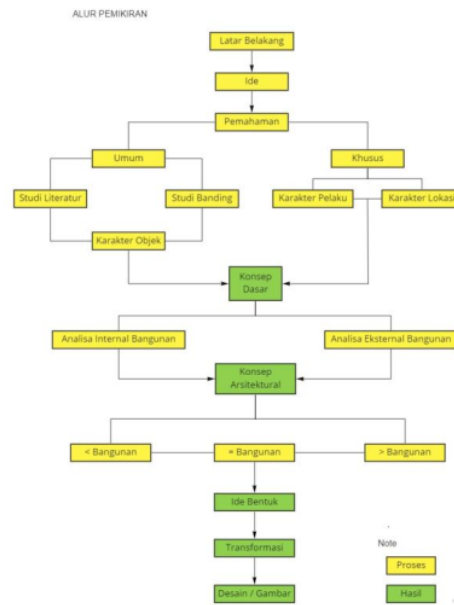 ALUR PEMIKIRAN
Latar Belakang
Ide
Pemahaman
Umum
Khusus
Studi Literatur
Studi Banding
Karakter Pelaku
Karakter Lokasi
Karakter Objek
Konsep
Dasar
Analisa Internal Bangunan
Analisa Eksternal Bangunan
Konsep
Arsitektural
< Bangunan
= Bangunan
> Bangunan
Ide Bentuk
Transformasi
Desain / Gambar
Note
Proses
Hasil